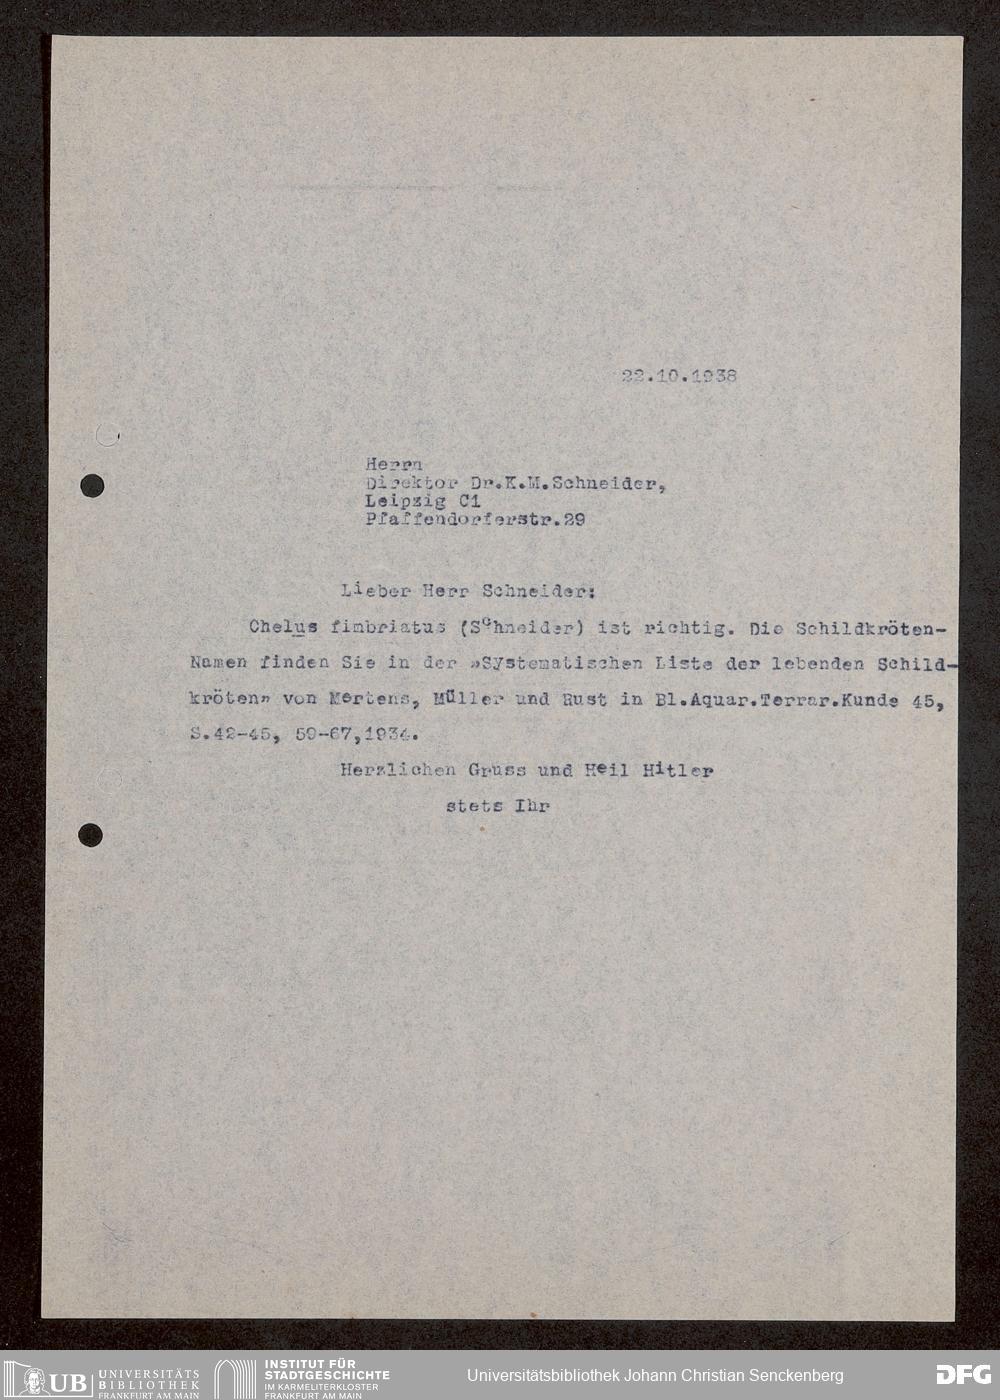 22.10.1938
Herrn
Direktor Dr.K.M.Schneider,
Leipzig C1
Pfaffendorferstr.29
Lieber Herr Schneider:
Chelus fimbriatus (Schneider) ist richtig. Die Schildkröten-
Namen finden Sie in der »Systematischen Liste der lebenden Schild-
kröten» von Mertens, Müller und Rust in Bl.Aquar.Terrar.Kunde 45,
S.42-45, 59-67,1934.
Herzlichen Gruss und Heil Hitler
stets Ihr
UB UNIVERSITÄTS
BIBLIOTHEK
FRANKFURT AM MAIN
INSTITUT FÜR
STADTGESCHICHTE
IM KARMELITERKLOSTER
FRANKFURT AM MAIN
Universitätsbibliothek Johann Christian Senckenberg
DFG